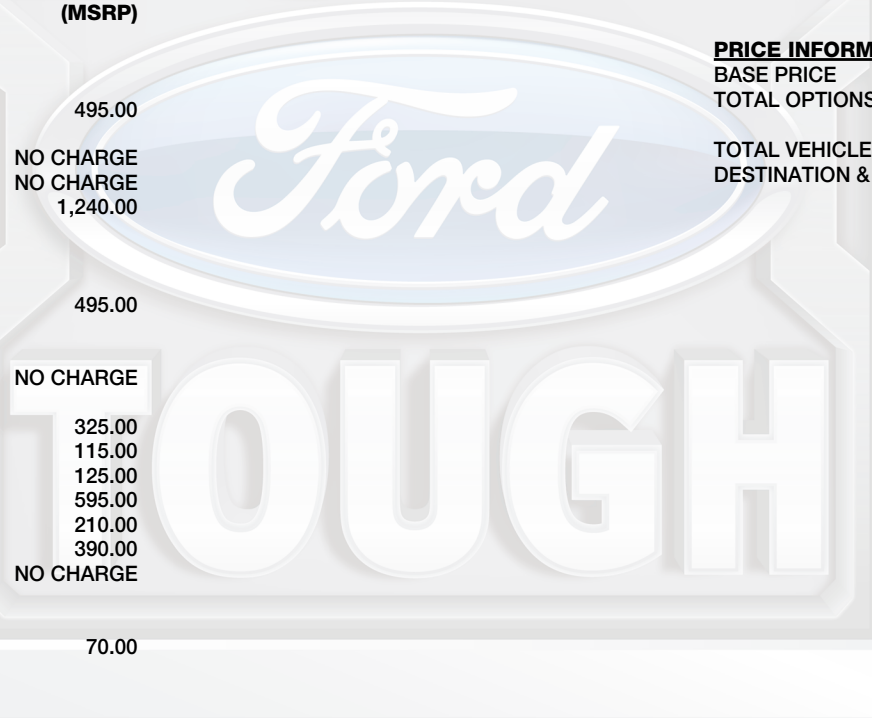 (MSRP)
495.00
NO CHARGE
NO CHARGE
1,240.00
495.00
NO CHARGE
325.00
115.00
125.00
595.00
210.00
390.00
NO CHARGE
70.00
PRICE INFORM
BASE PRICE
TOTAL OPTIONS
TOTAL VEHICLE
DESTINATION &
Ford
TOUGH